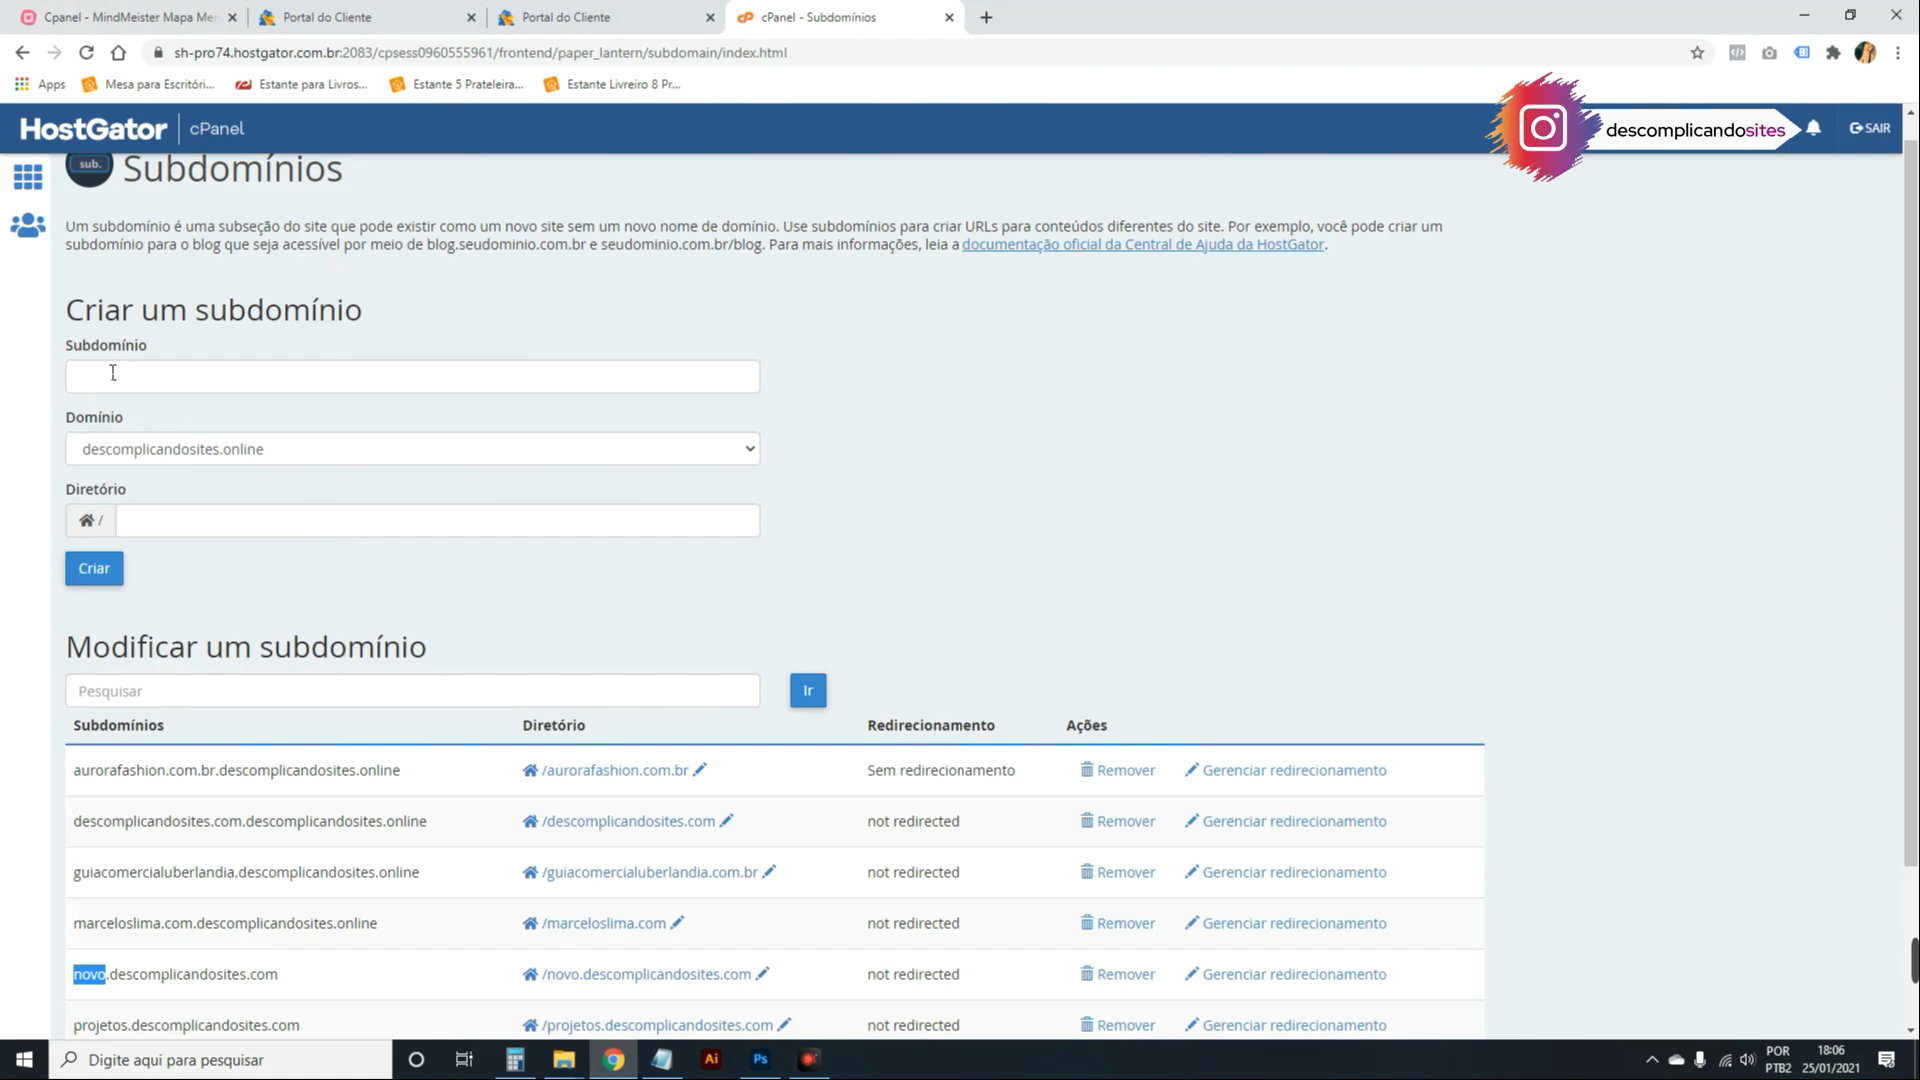 Cpanel - MindMeister Mapa Me
Portal do Cliente
Portal do Cliente
cPanel - Subdomínios
sh-pro74.hostgator.com.br:2083/cpsess0960555961/frontend/paper_lantern/subdomain/index.html
Apps
Mesa para Escritóri...
Estante para Livros...
Estante 5 Prateleira...
Estante Livreiro 8 Pr...
HostGator
cPanel
descomplicandosites
SAIR
sub.
Subdomínios
Um subdomínio é uma subseção do site que pode existir como um novo site sem um novo nome de domínio. Use subdomínios para criar URLs para conteúdos diferentes do site. Por exemplo, você pode criar um
subdomínio para o blog que seja acessível por meio de blog.seudominio.com.br e seudominio.com.br/blog. Para mais informações, leia a documentação oficial da Central de Ajuda da HostGator.
Criar um subdomínio
Subdomínio
Domínio
descomplicandosites.online
Diretório
/
Criar
Modificar um subdomínio
Pesquisar
Ir
Subdomínios Diretório Redirecionamento Ações
aurorafashion.com.br.descomplicandosites.online /aurorafashion.com.br Sem redirecionamento Remover Gerenciar redirecionamento
descomplicandosites.com.descomplicandosites.online /descomplicandosites.com not redirected Remover Gerenciar redirecionamento
guiacomercialuberlandia.descomplicandosites.online /guiacomercialuberlandia.com.br not redirected Remover Gerenciar redirecionamento
marceloslima.com.descomplicandosites.online /marceloslima.com not redirected Remover Gerenciar redirecionamento
novo.descomplicandosites.com /novo.descomplicandosites.com not redirected Remover Gerenciar redirecionamento
projetos.descomplicandosites.com /projetos.descomplicandosites.com not redirected Remover Gerenciar redirecionamento
Digite aqui para pesquisar
Ai
Ps
POR
PTB2
18:06
25/01/2021